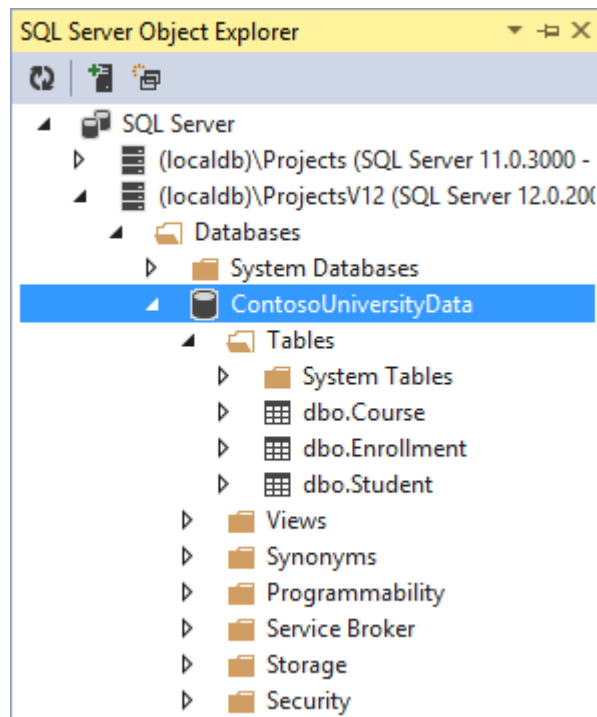 SQL Server Object Explorer
SQL Server
(localdb)\Projects (SQL Server 11.0.3000 -
(localdb)\ProjectsV12 (SQL Server 12.0.200
Databases
System Databases
ContosoUniversityData
Tables
System Tables
dbo.Course
dbo.Enrollment
dbo.Student
Views
Synonyms
Programmability
Service Broker
Storage
Security